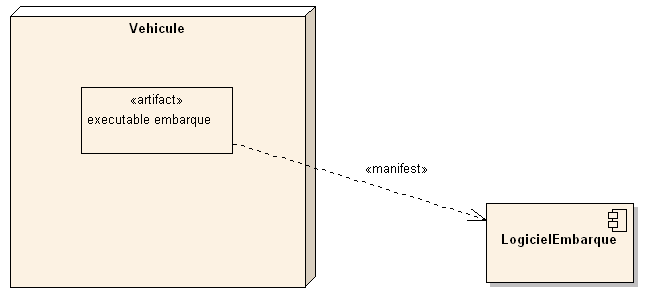 Vehicule
«artifact»
executable embarque
«manifest»
LogicielEmbarque